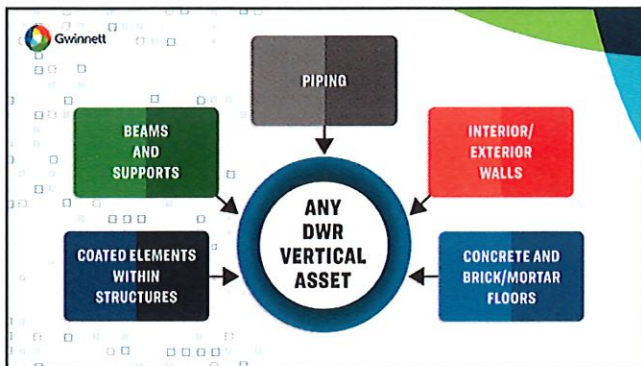 Gwinnett
PIPING
BEAMS
AND
SUPPORTS
INTERIOR/
EXTERIOR
WALLS
ANY
DWR
VERTICAL
ASSET
COATED ELEMENTS
WITHIN
STRUCTURES
CONCRETE AND
BRICK/MORTAR
FLOORS